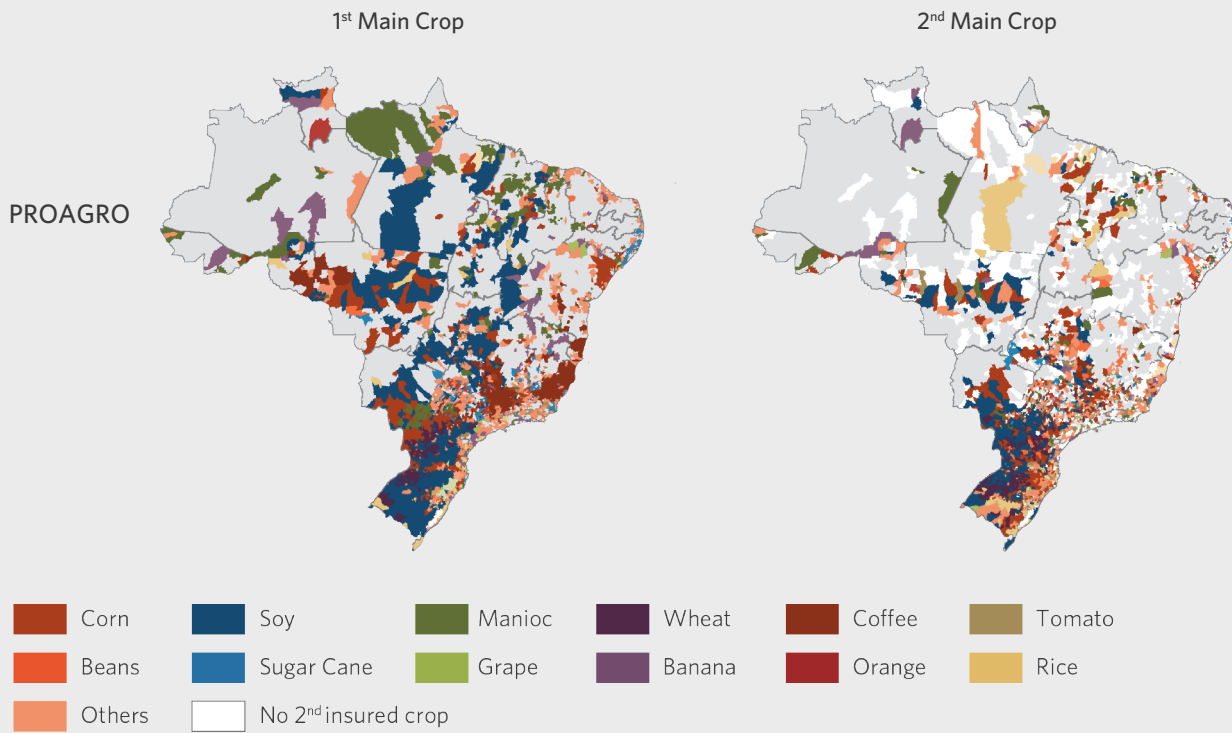 1st Main Crop
2nd Main Crop
PROAGRO
Corn
Soy
Manioc
Wheat
Coffee
Tomato
Beans
Sugar Cane
Grape
Banana
Orange
Rice
Others
No 2nd insured crop